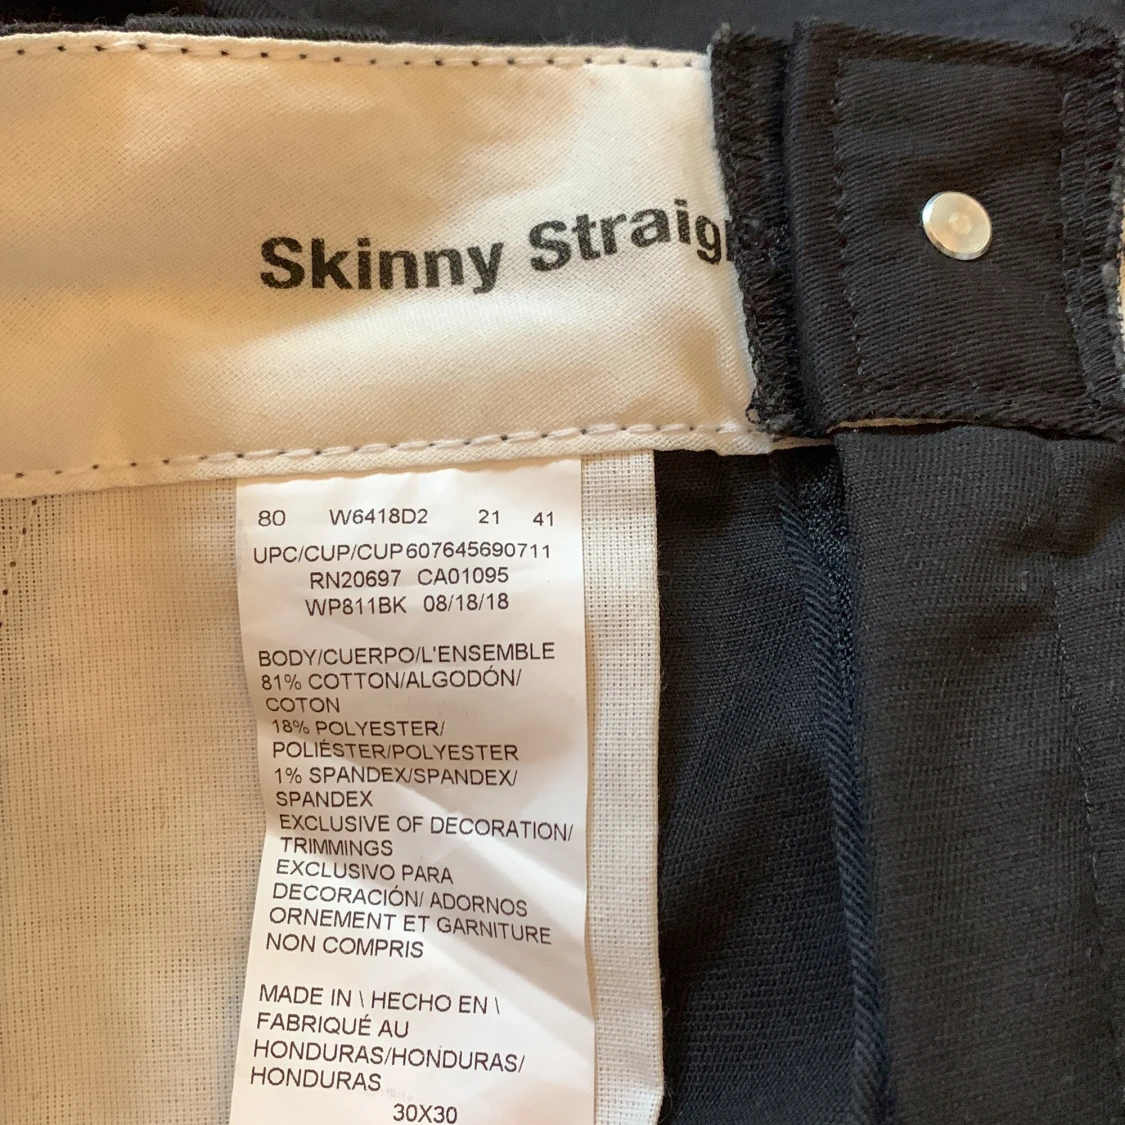 Skinny Straig
80 W6418D2 21 41
UPC/CUP/CUP607645690711
RN20697 CA01095
WP811BK 08/18/18
BODY/CUERPO/L'ENSEMBLE
81% COTTON/ALGODÓN/
COTON
18% POLYESTER/
POLIÉSTER/POLYESTER
1% SPANDEX/SPANDEX/
SPANDEX
EXCLUSIVE OF DECORATION/
TRIMMINGS
EXCLUSIVO PARA
DECORACIÓN/ ADORNOS
ORNEMENT ET GARNITURE
NON COMPRIS
MADE IN \ HECHO EN \
FABRIQUÉ AU
HONDURAS/HONDURAS/
HONDURAS
30X30